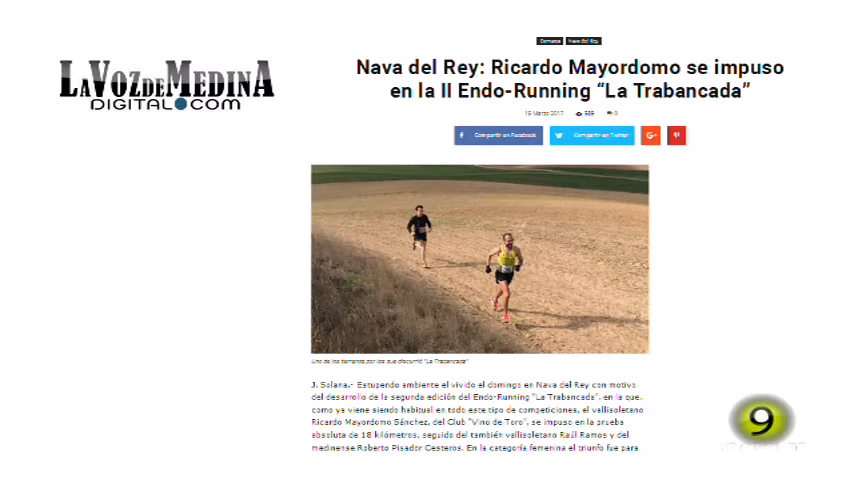 Comarca Nava del Rey
LA VOZ DE MEDINA
DIGITAL.COM
Nava del Rey: Ricardo Mayordomo se impuso
en la II Endo-Running “La Trabancada”
Marzo 2017
Compartir en Facebook Compartir en Twitter G+
Uno de los terrenos por los que discurrió "La Trabancada"
J. Solana.- Estupendo ambiente el vivido el domingo en Nava del Rey con motivo
del desarrollo de la segunda edición del Endo-Running “La Trabancada”, en la que,
como ya viene siendo habitual en todo este tipo de competiciones, el vallisoletano
Ricardo Mayordomo Sánchez, del Club “Vino de Toro”, se impuso en la prueba
absoluta de 18 kilómetros, seguido del también vallisoletano Raúl Ramos y del
medinense Roberto Pisador Cesteros. En la categoría femenina el triunfo fue para
9